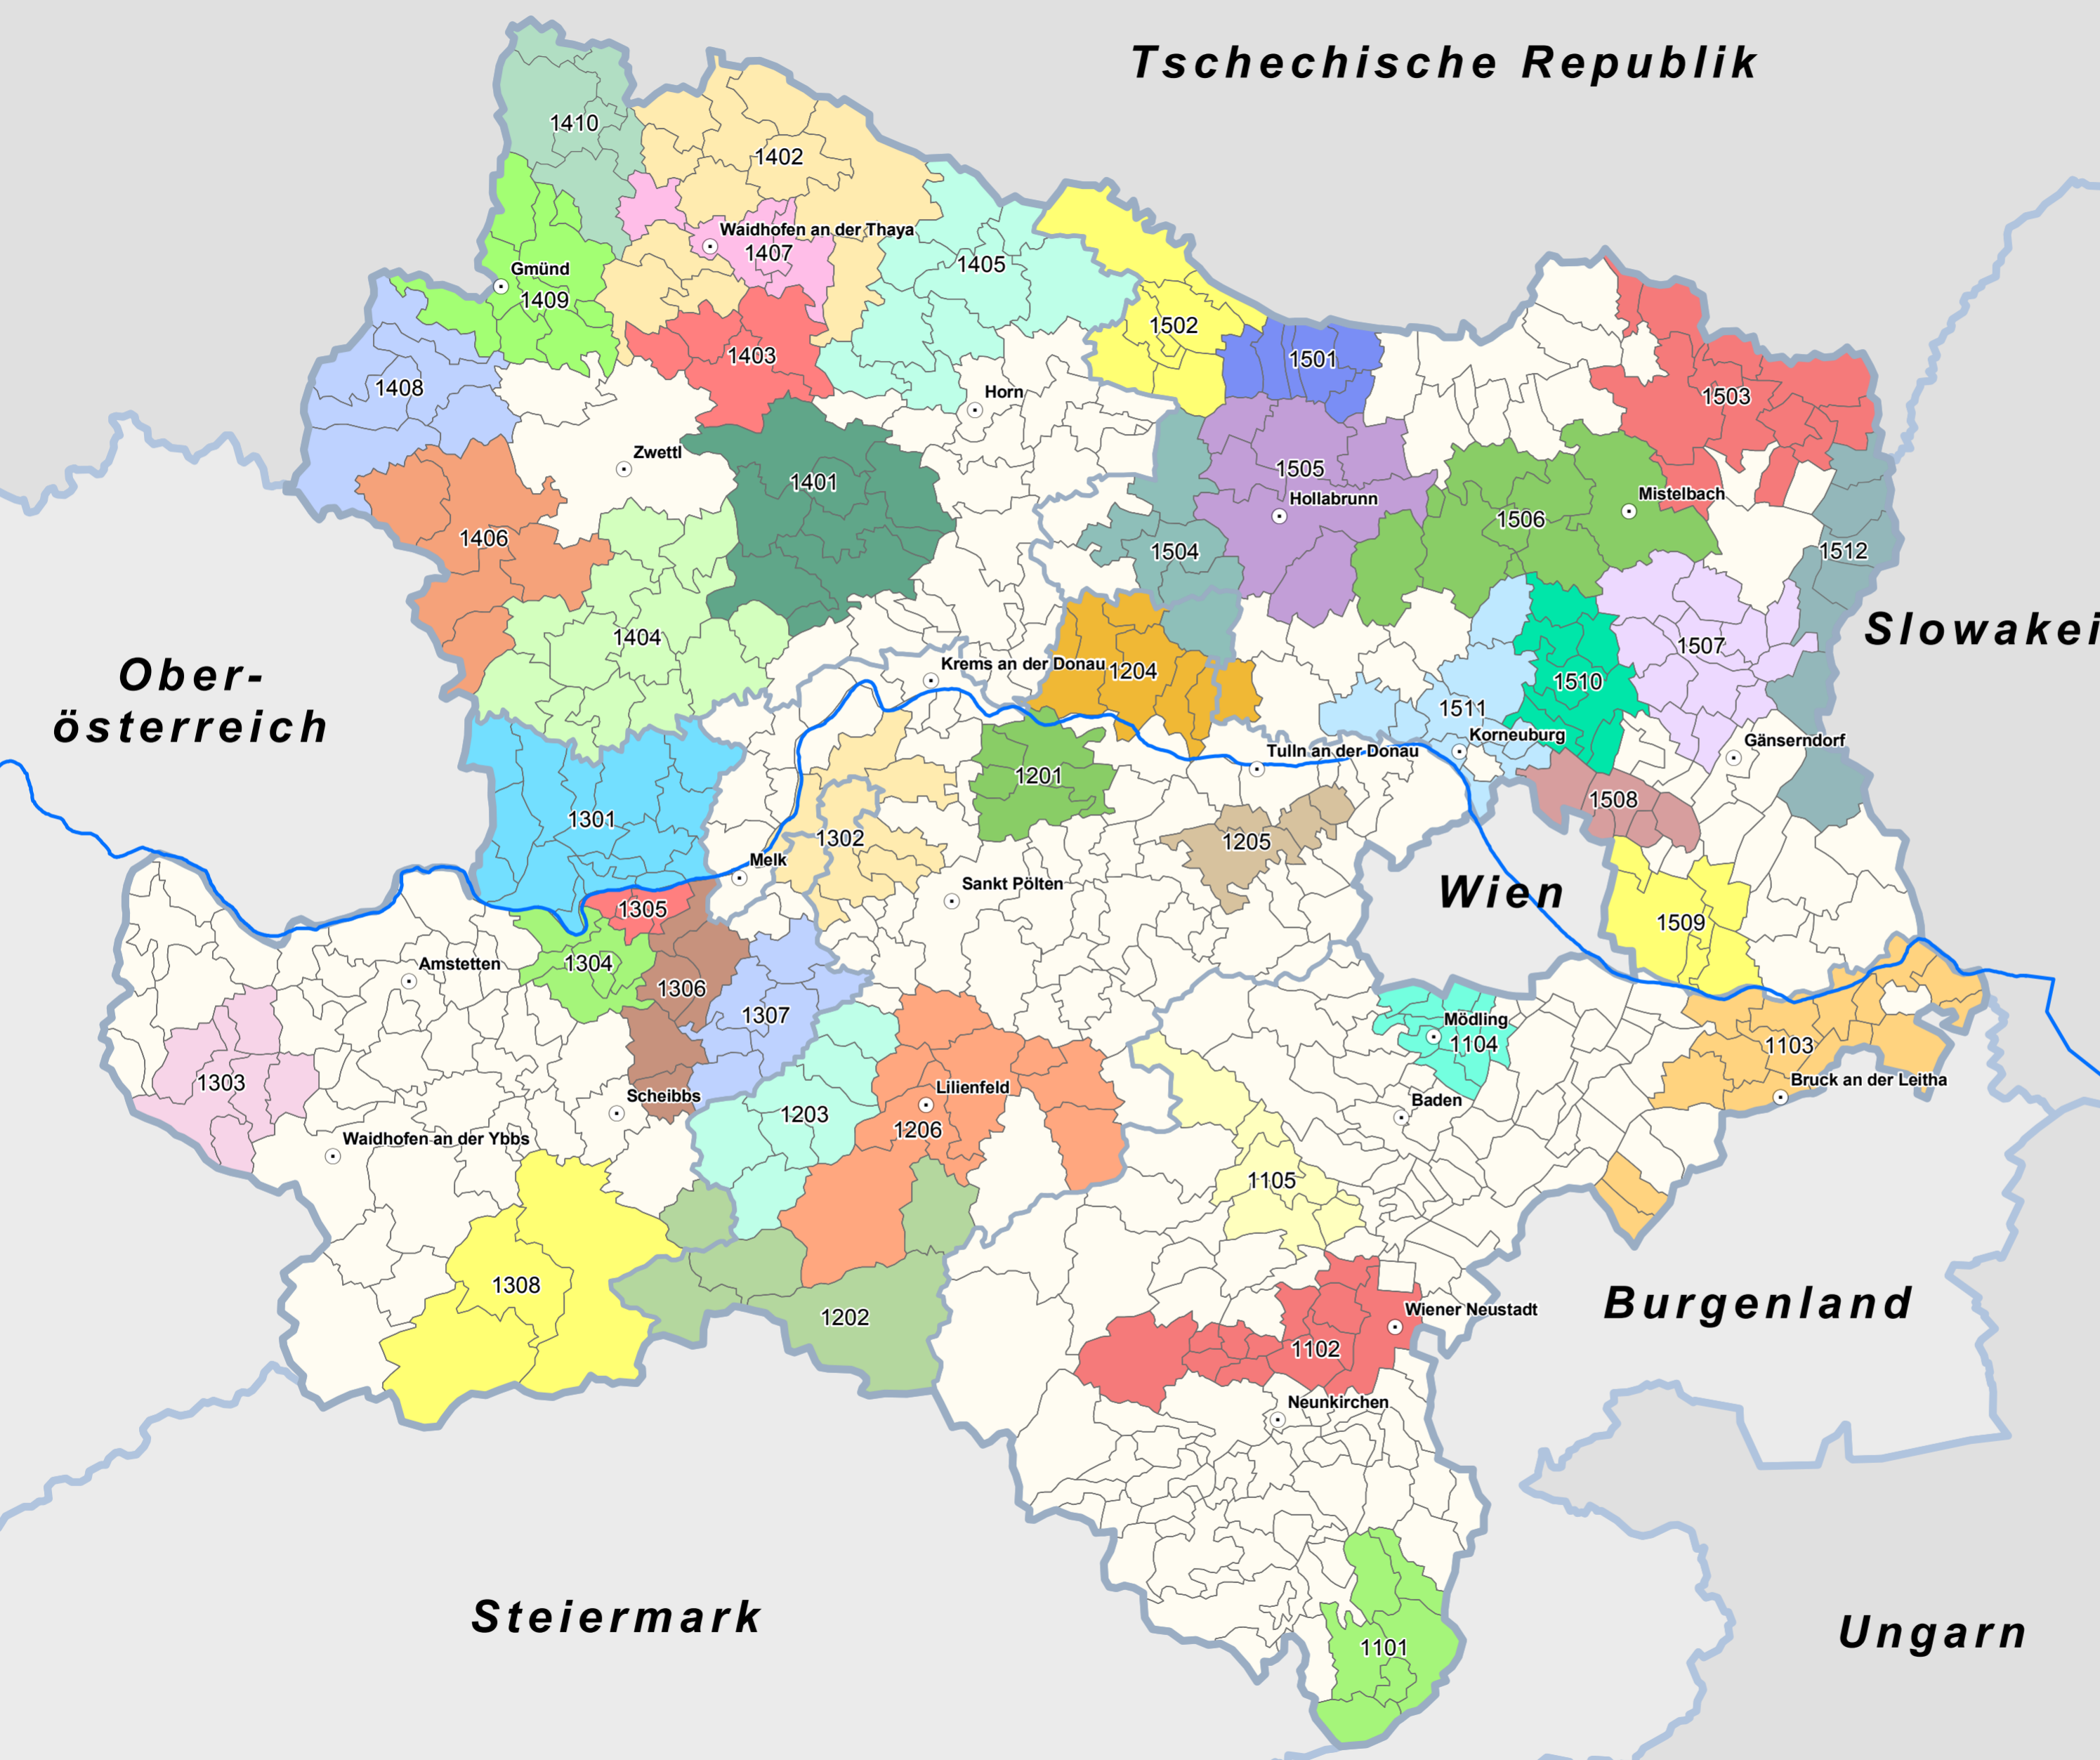 Tschechische Republik
1410
1402
Waidhofen an der Thaya
1407
1405
Gmünd
1409
1502
1501
1403
1408
Horn
1503
Zwettl
1401
1505
Hollabrunn
Mistelbach
1506
1406
1504
1512
Slowakei
1404
1507
Ober-
österreich
Krems an der Donau
1204
1510
1511
Korneuburg
Gänserndorf
Tulln an der Donau
1201
1508
1301
1302
1205
Melk
Sankt Pölten
Wien
1305
1509
1304
Amstetten
1306
1307
Mödling
1104
1103
Bruck an der Leitha
1303
Lilienfeld
Scheibbs
Baden
1203
1206
Waidhofen an der Ybbs
1105
1308
1202
Burgenland
Wiener Neustadt
1102
Neunkirchen
Steiermark
Ungarn
1101